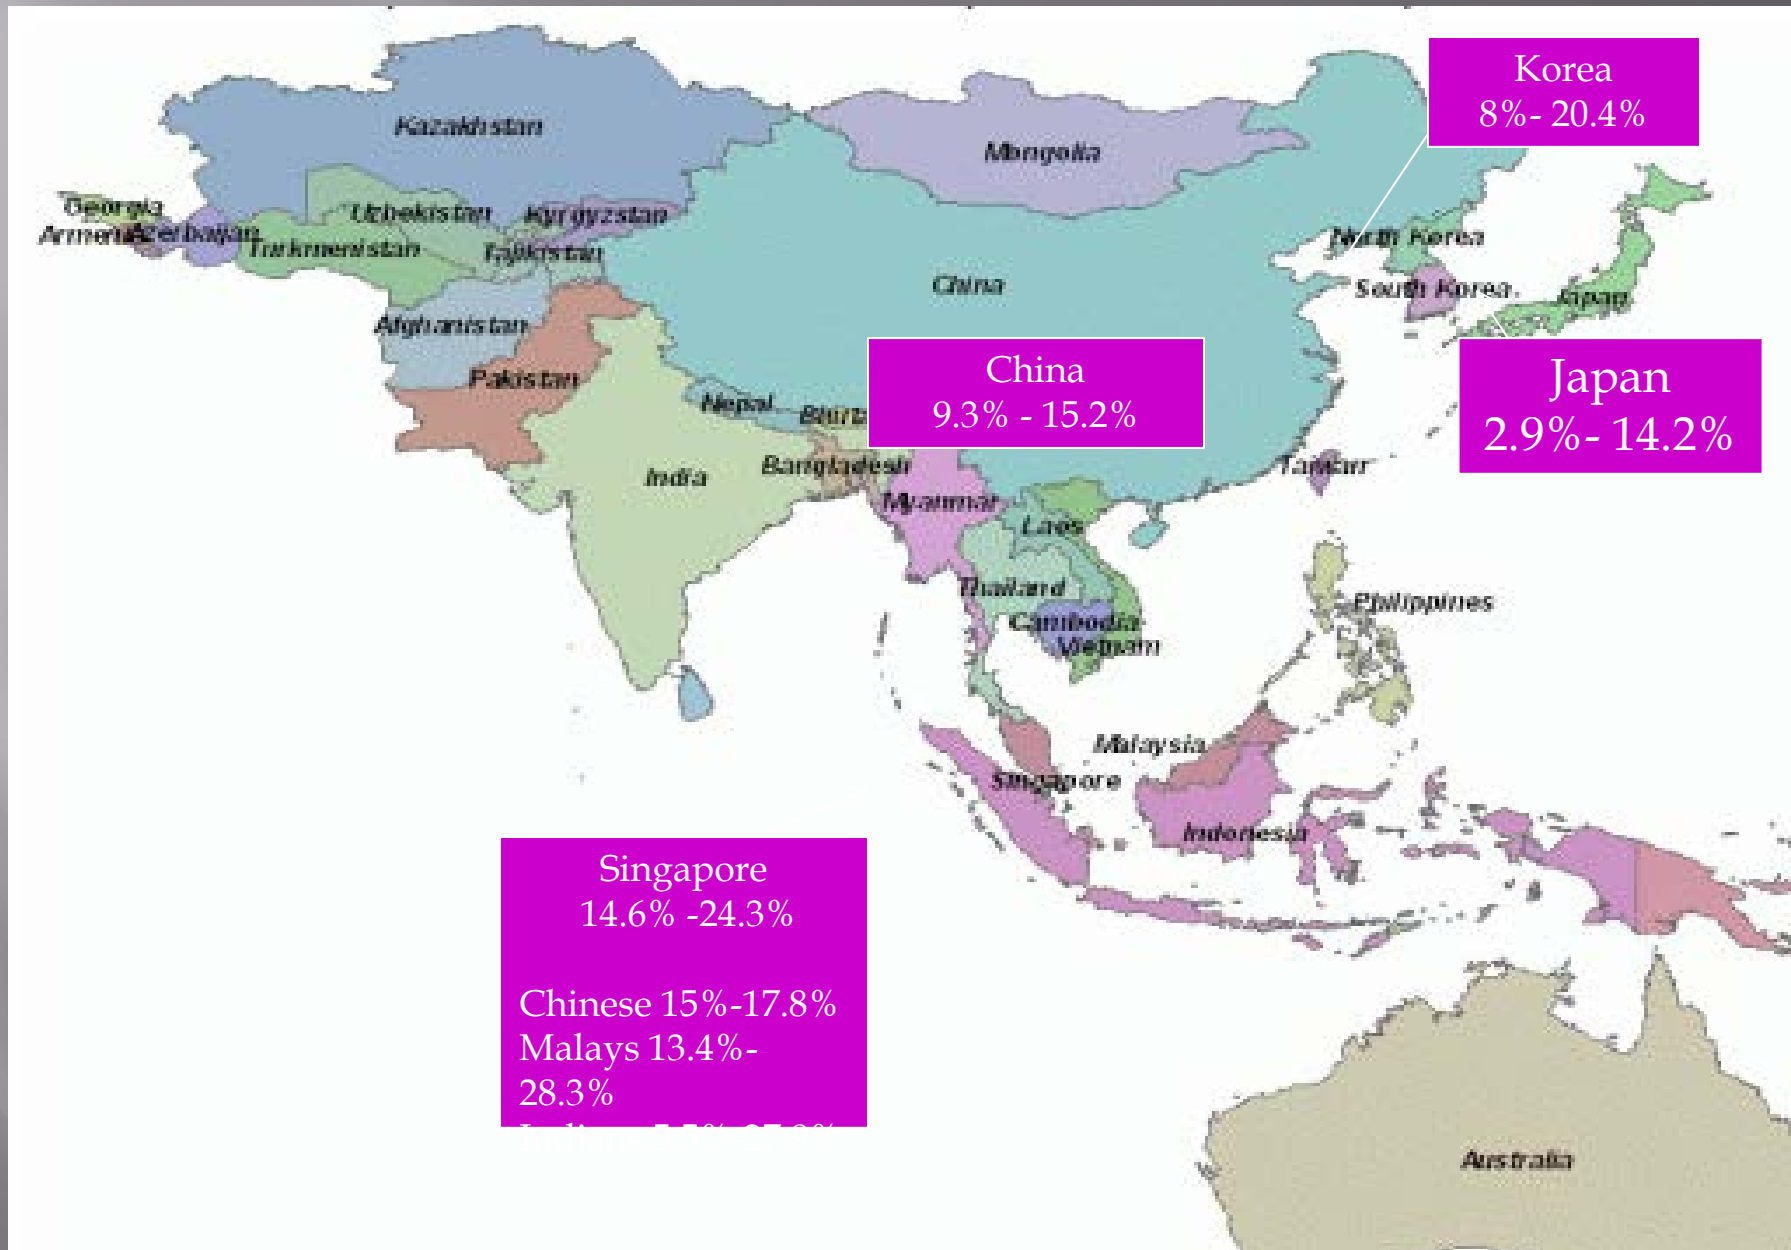 Korea
8%- 20.4%
Kazakhstan
Mongolia
Georgia
Uzbekistan
Kyrgyzstan
Azerbaijan
Turkmenistan
Tajikistan
North Korea
China
South Korea
Japan
Afghanistan
Pakistan
China
9.3% - 15.2%
Japan
2.9%- 14.2%
Nepal
Bangladesh
India
Taiwan
Myanmar
Laos
Thailand
Philippines
Cambodia
Vietnam
Malaysia
Singapore
Indonesia
Singapore
14.6% -24.3%
Chinese 15%-17.8%
Malays 13.4%-
28.3%
Australia